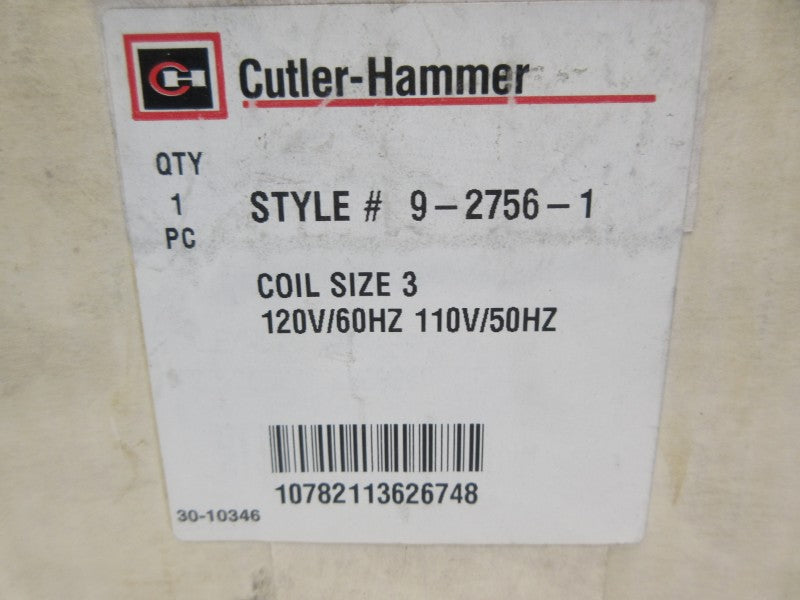 CH Cutler-Hammer
QTY
1
PC
STYLE # 9-2756-1
COIL SIZE 3
120V/60HZ 110V/50HZ
10782113626748
30-10346